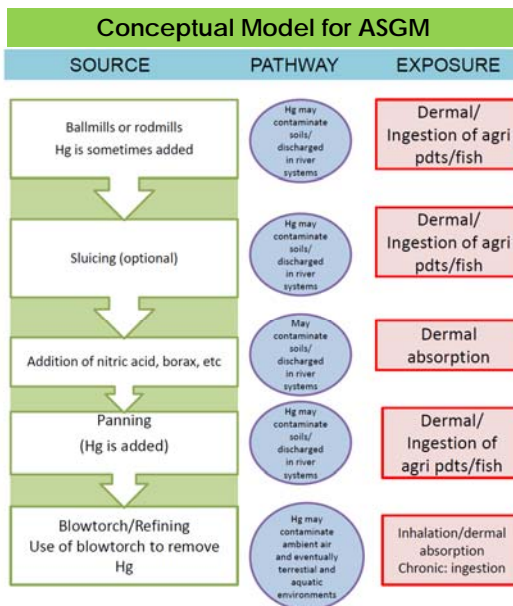 Conceptual Model for ASGM
SOURCE
PATHWAY
EXPOSURE
Ballmills or rodmills
Hg is sometimes added
Hg may
contaminate
soils/
discharged
in river
systems
Dermal/
Ingestion of agri
pdts/fish
Sluicing (optional)
Hg may
contaminate
soils/
discharged
in river
systems
Dermal/
Ingestion of agri
pdts/fish
Addition of nitric acid, borax, etc
May
contaminate
soils/
discharged
in river
systems
Dermal
absorption
Panning
(Hg is added)
Hg may
contaminate
soils/
discharged
in river
systems
Dermal/
Ingestion of
agri pdts/fish
Blowtorch/Refining
Use of blowtorch to remove
Hg
Hg may
contaminate
ambient air
and eventually
terrestial and
aquatic
environments
Inhalation/dermal
absorption
Chronic: ingestion